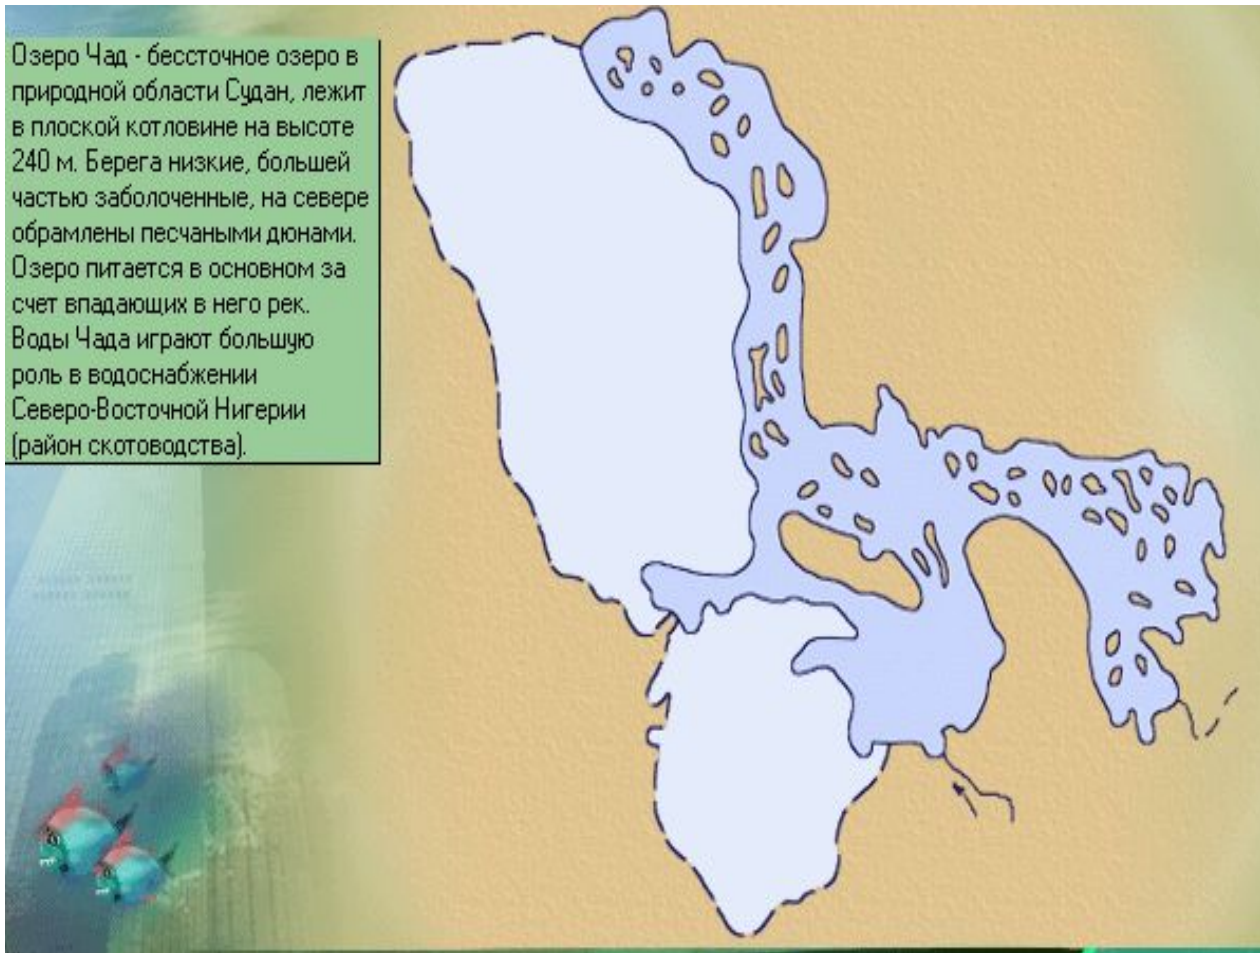 Озеро Чад - бессточное озеро в
природной области Судан, лежит
в плоской котловине на высоте
240 м. Берега низкие, большей
частью заболоченные, на севере
обрамлены песчаными дюнами.
Озеро питается в основном за
счет впадающих в него рек.
Воды Чада играют большую
роль в водоснабжении
Северо-Восточной Нигерии
(район скотоводства).